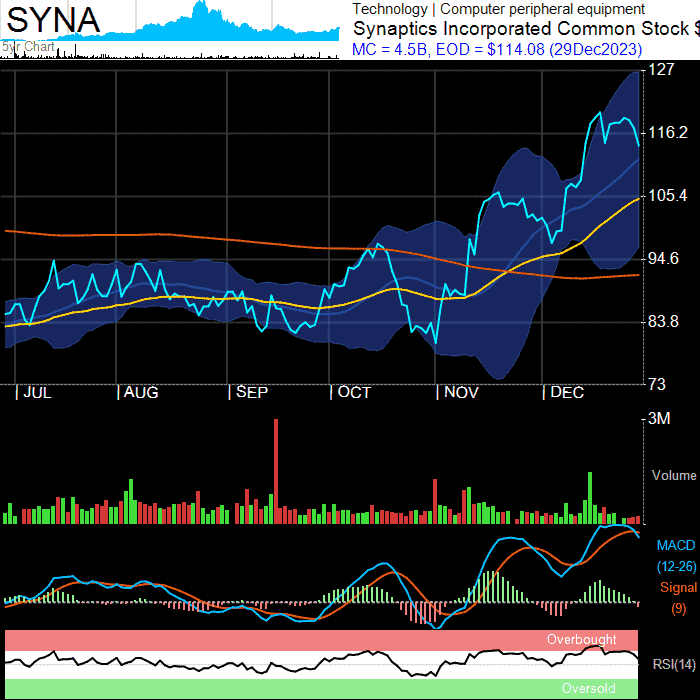 SYNA
5yr Chart
Technology | Computer peripheral equipment
Synaptics Incorporated Common Stock $
MC = 4.5B, EOD = $114.08 (29Dec2023)
127
116.2
105.4
94.6
83.8
73
JUL AUG SEP OCT NOV DEC
3M
Volume
MACD
(12-26)
Signal
(9)
Overbought
RSI(14)
Oversold